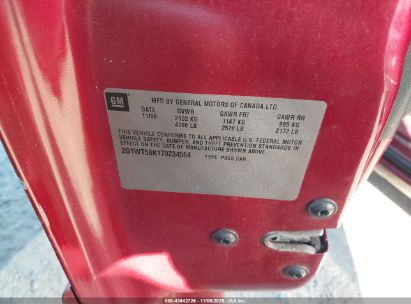 GM
MFD BY GENERAL MOTORS OF CANADA LTD.
DATE GVWR GAWR FRT GAWR RR
11/06 2132 KG 1147 KG 985 KG
4700 LB 2528 LB 2172 LB
THIS VEHICLE CONFORMS TO ALL APPLICABLE U.S. FEDERAL MOTOR
VEHICLE SAFETY, BUMPER, AND THEFT PREVENTION STANDARDS
IN EFFECT ON THE DATE OF MANUFACTURE SHOWN ABOVE.
2G1WT58K179234564 TYPE: PASS CAR